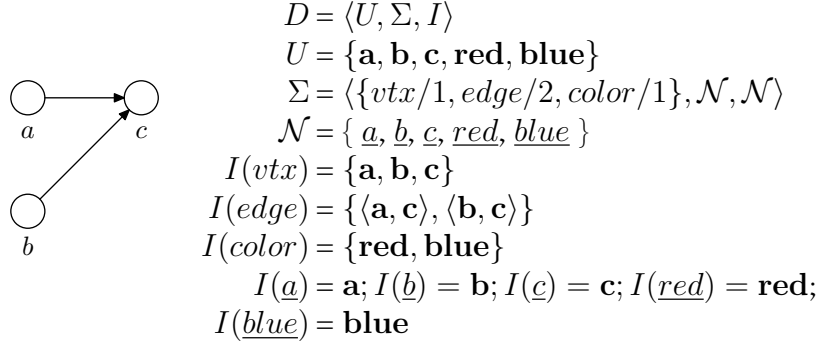 D = ⟨U, Σ, I⟩
U = {a, b, c, red, blue}
Σ = ⟨{vtx/1, edge/2, color/1}, 𝒩, 𝒩⟩
𝒩 = { a, b, c, red, blue }
I(vtx) = {a, b, c}
I(edge) = {⟨a, c⟩, ⟨b, c⟩}
I(color) = {red, blue}
I(a) = a; I(b) = b; I(c) = c; I(red) = red;
I(blue) = blue
a c
b